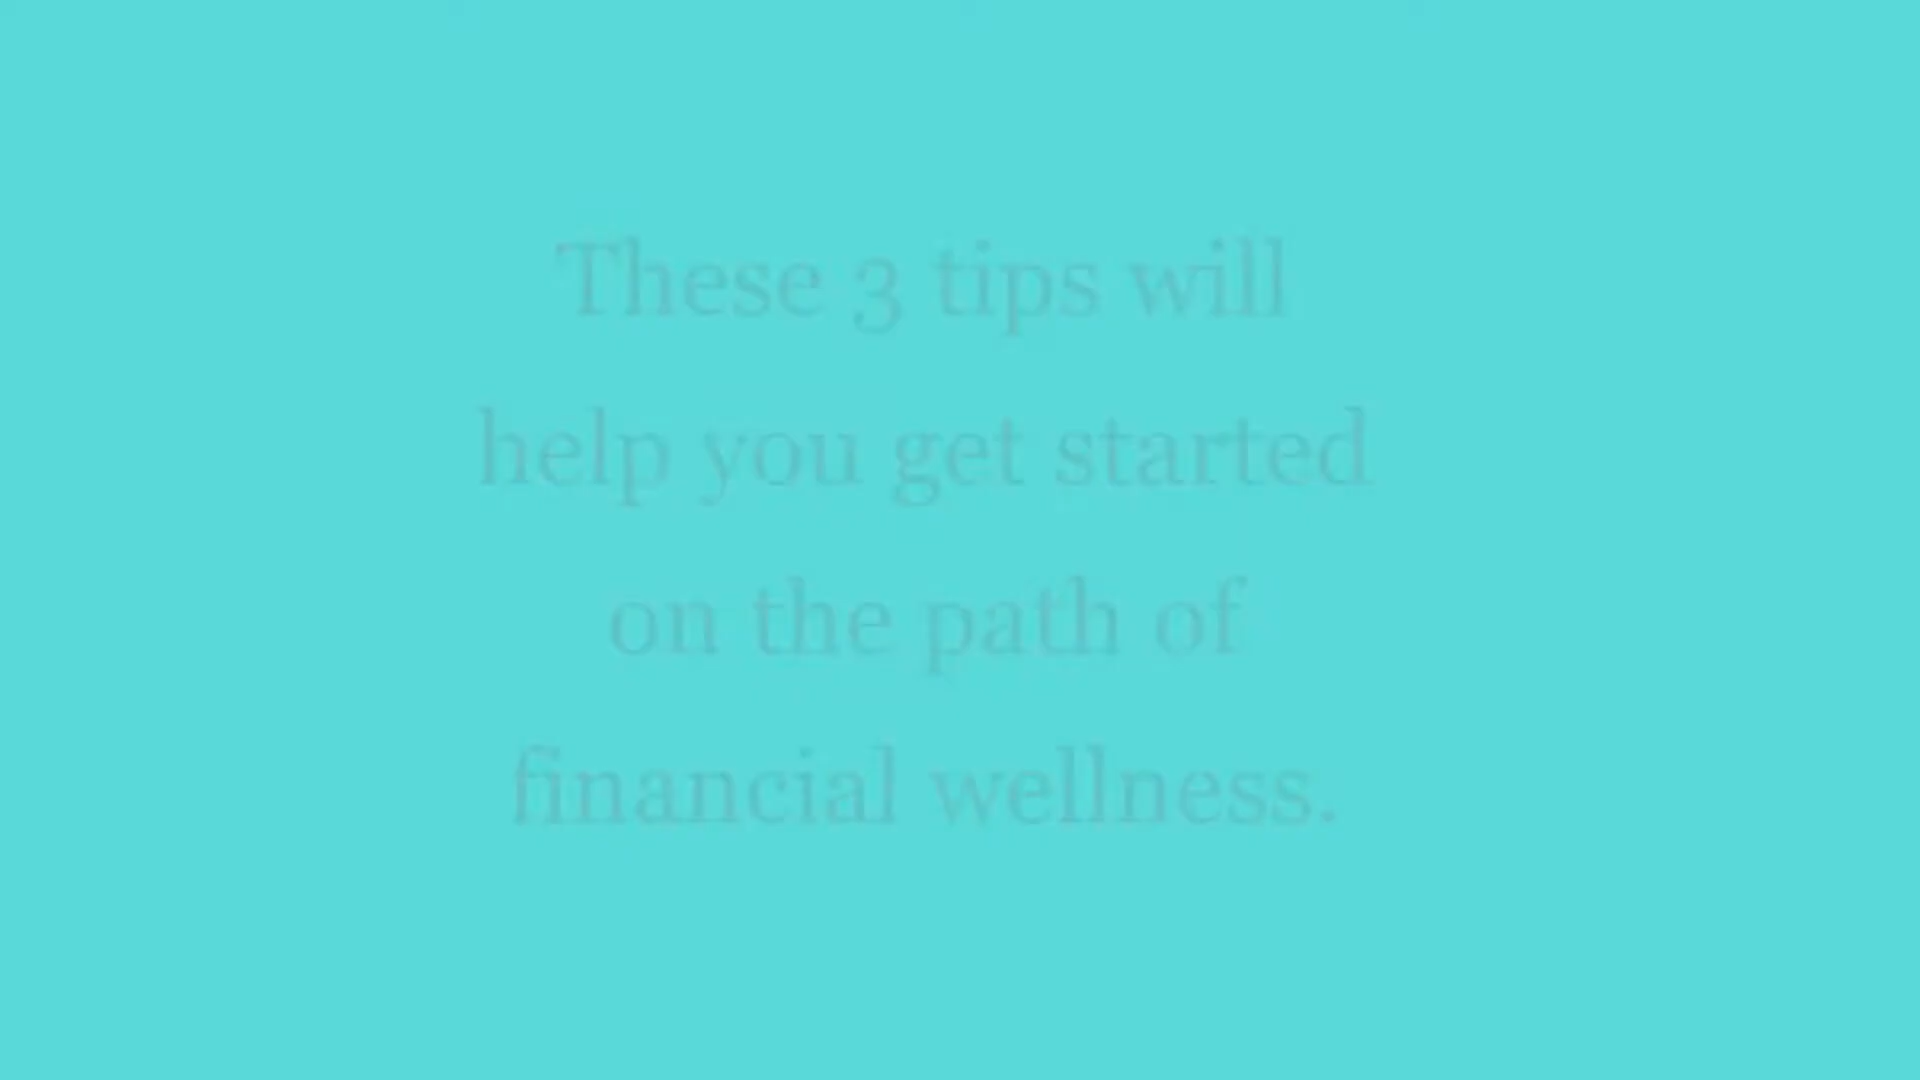 These 3 tips will
help you get started
on the path of
financial wellness.